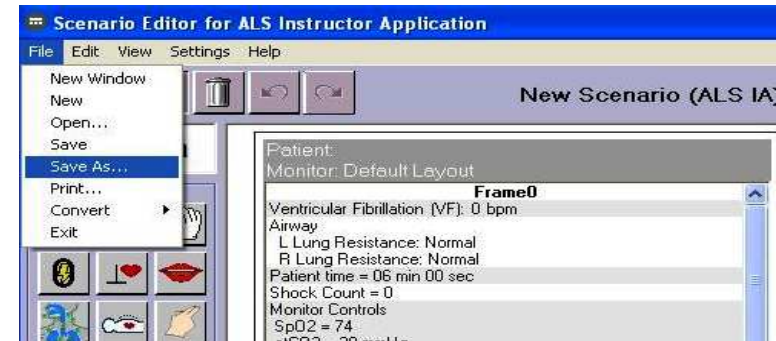 Scenario Editor for ALS Instructor Application
File Edit View Settings Help
New Window
New
Open...
Save
Save As...
Print...
Convert
Exit
New Scenario (ALS IA)
Patient:
Monitor: Default Layout
Frame0
Ventricular Fibrillation (VF): 0 bpm
Airway
L Lung Resistance: Normal
R Lung Resistance: Normal
Patient time = 06 min 00 sec
Shock Count = 0
Monitor Controls
SpO2 = 74